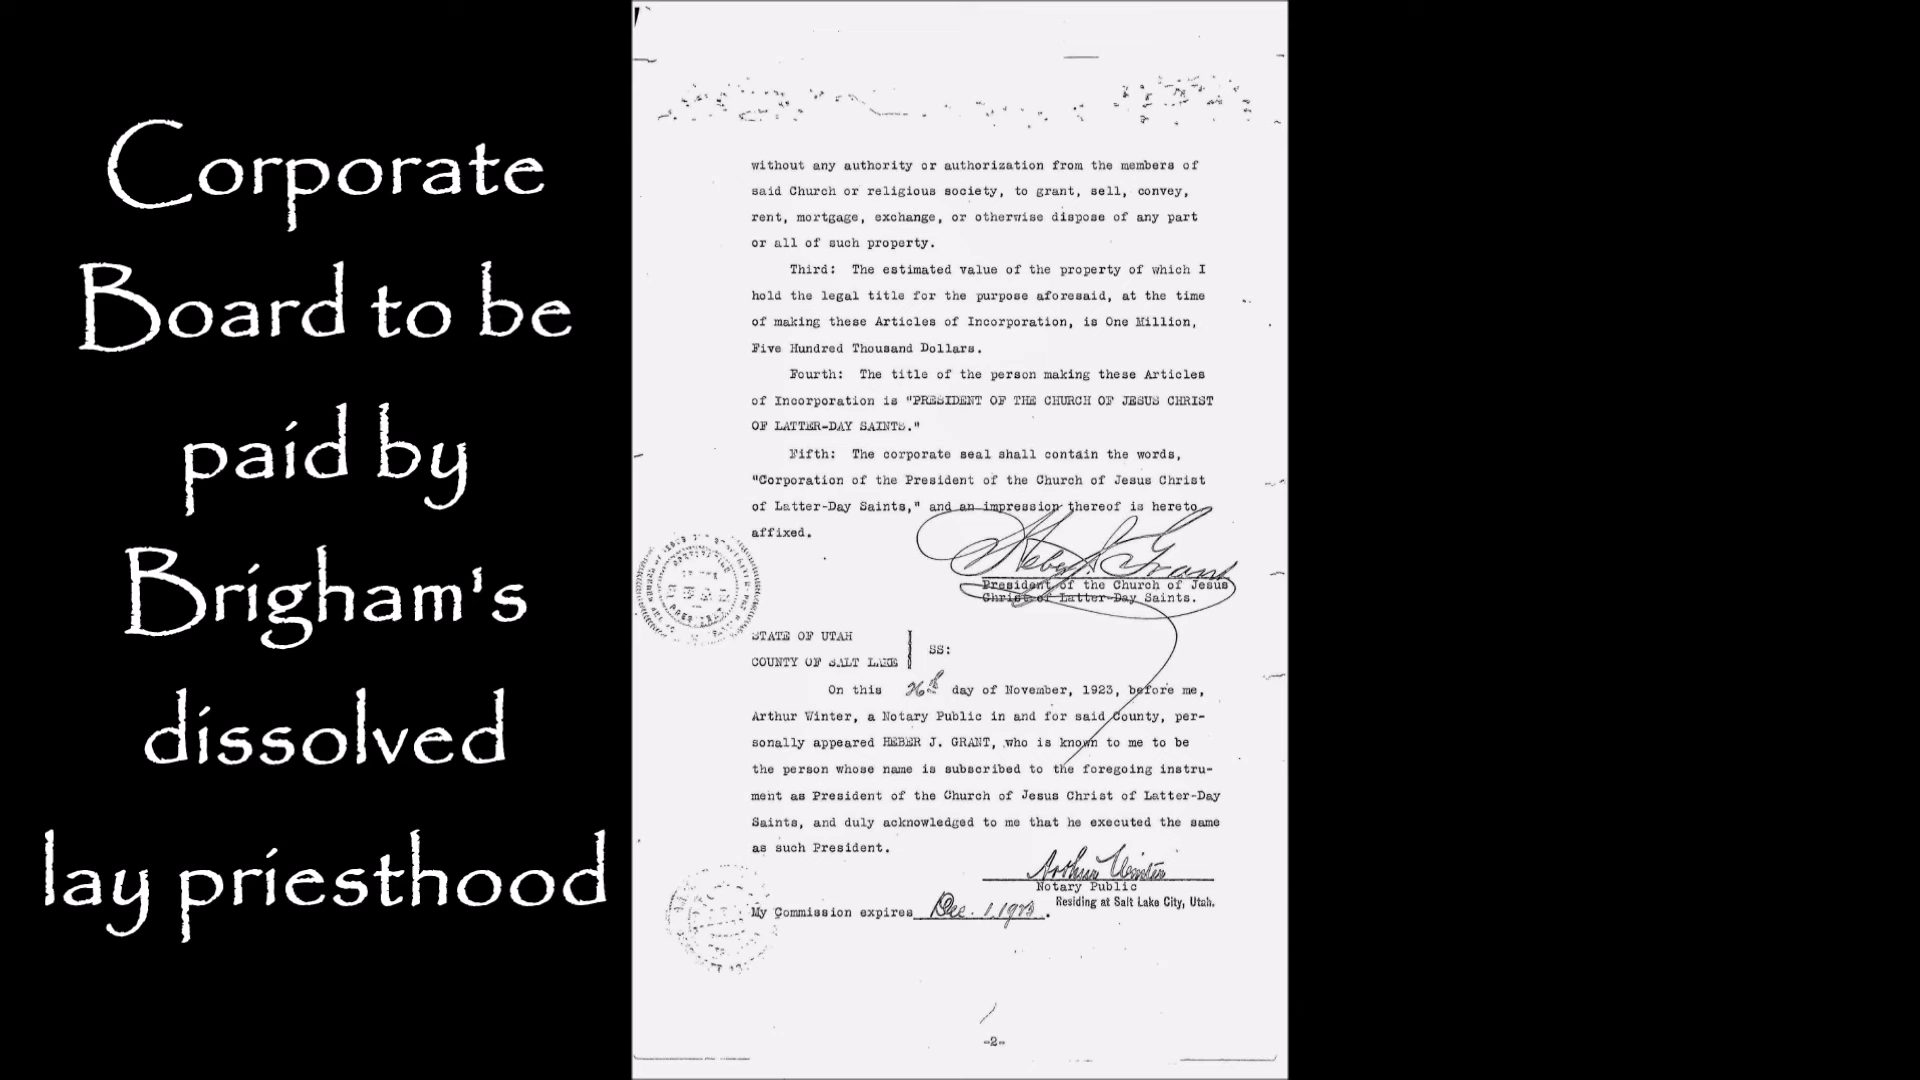 Corporate
Board to be
paid by
Brigham's
dissolved
lay priesthood
without any authority or authorization from the members of
said Church or religious society, to grant, sell, convey,
rent, mortgage, exchange, or otherwise dispose of any part
or all of such property.
Third: The estimated value of the property of which I
hold the legal title for the purpose aforesaid, at the time
of making these Articles of Incorporation, is One Million,
Five Hundred Thousand Dollars.
Fourth: The title of the person making these Articles
of Incorporation is "PRESIDENT OF THE CHURCH OF JESUS CHRIST
OF LATTER-DAY SAINTS."
Fifth: The corporate seal shall contain the words,
"Corporation of the President of the Church of Jesus Christ
of Latter-Day Saints," and an impression thereof is hereto
affixed.
Heber J. Grant
President of the Church of Jesus
Christ of Latter-Day Saints.
STATE OF UTAH
SS:
COUNTY OF SALT LAKE
On this 26th day of November, 1923, before me,
Arthur Winter, a Notary Public in and for said County, per-
sonally appeared HEBER J. GRANT, who is known to me to be
the person whose name is subscribed to the foregoing instru-
ment as President of the Church of Jesus Christ of Latter-Day
Saints, and duly acknowledged to me that he executed the same
as such President.
Arthur Winter
Notary Public
Residing at Salt Lake City, Utah.
My Commission expires Dec. 1, 1923.
-2-